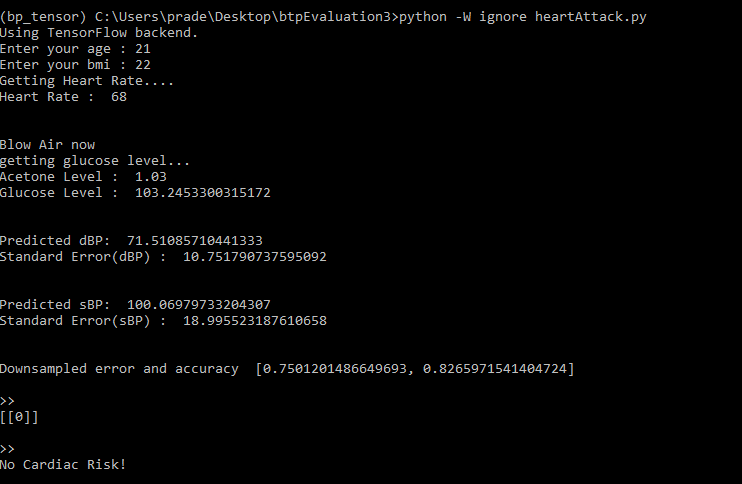 (bp_tensor) C:\Users\prade\Desktop\btpEvaluation3>python -W ignore heartAttack.py
Using TensorFlow backend.
Enter your age : 21
Enter your bmi : 22
Getting Heart Rate....
Heart Rate :  68
Blow Air now
getting glucose level...
Acetone Level :  1.03
Glucose Level :  103.2453300315172
Predicted dBP:  71.51085710441333
Standard Error(dBP) :  10.751790737595092
Predicted sBP:  100.06979733204307
Standard Error(sBP) :  18.995523187610658
Downsampled error and accuracy  [0.7501201486649693, 0.8265971541404724]
>>
[[0]]
>>
No Cardiac Risk!